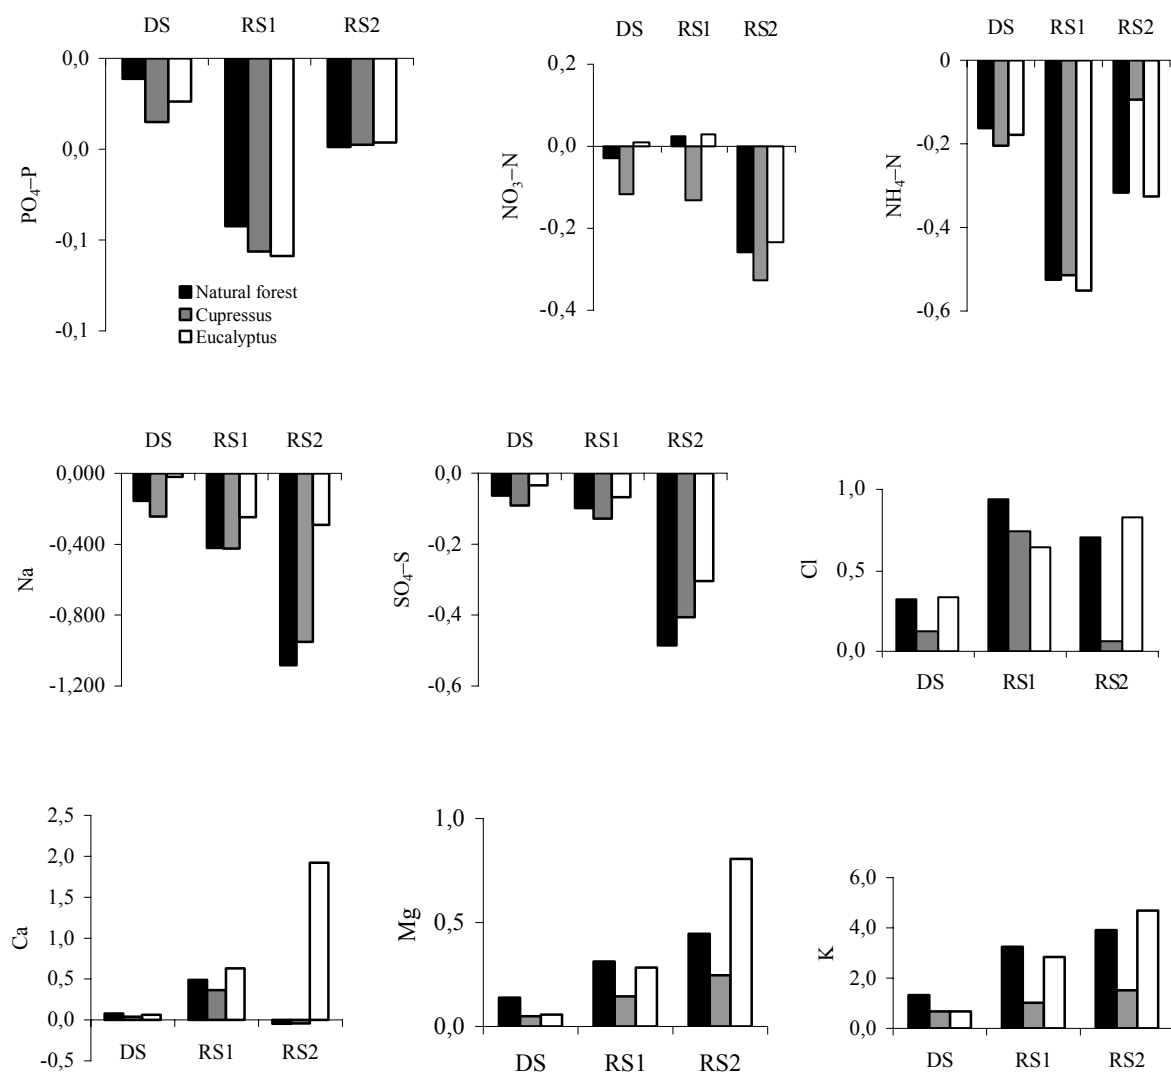 DS RS1 RS2
0,0
0,0
-0,1
-0,1
PO₄–P
Natural forest
Cupressus
Eucalyptus
DS RS1 RS2
0,2
0,0
-0,2
-0,4
NO₃–N
DS RS1 RS2
0
-0,2
-0,4
-0,6
NH₄–N
DS RS1 RS2
0,000
-0,400
-0,800
-1,200
Na
DS RS1 RS2
0,0
-0,2
-0,4
-0,6
SO₄–S
1,0
0,5
0,0
Cl
DS RS1 RS2
2,5
2,0
1,5
1,0
0,5
0,0
-0,5
Ca
DS RS1 RS2
1,0
0,5
0,0
Mg
DS RS1 RS2
6,0
4,0
2,0
0,0
K
DS RS1 RS2